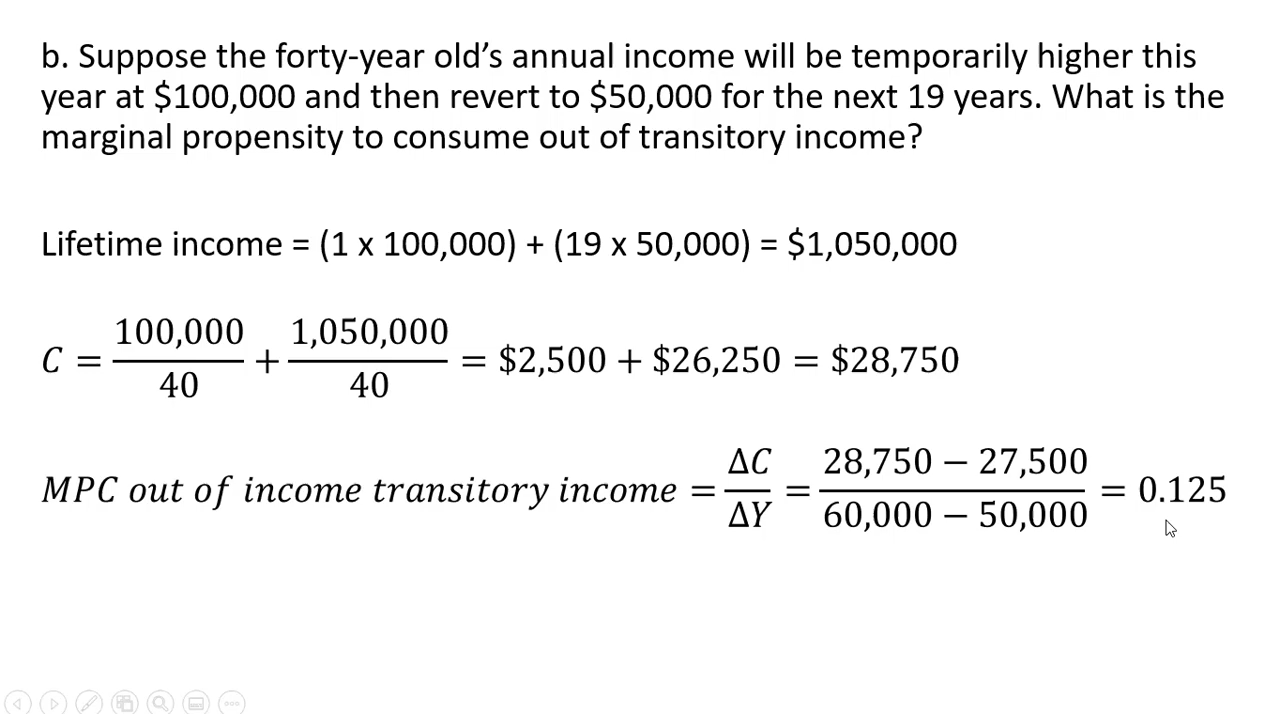 b. Suppose the forty-year old’s annual income will be temporarily higher this
year at $100,000 and then revert to $50,000 for the next 19 years. What is the
marginal propensity to consume out of transitory income?
Lifetime income = (1 x 100,000) + (19 x 50,000) = $1,050,000
C = 100,000/40 + 1,050,000/40 = $2,500 + $26,250 = $28,750
MPC out of income transitory income = ΔC/ΔY = 28,750 − 27,500/60,000 − 50,000 = 0.125